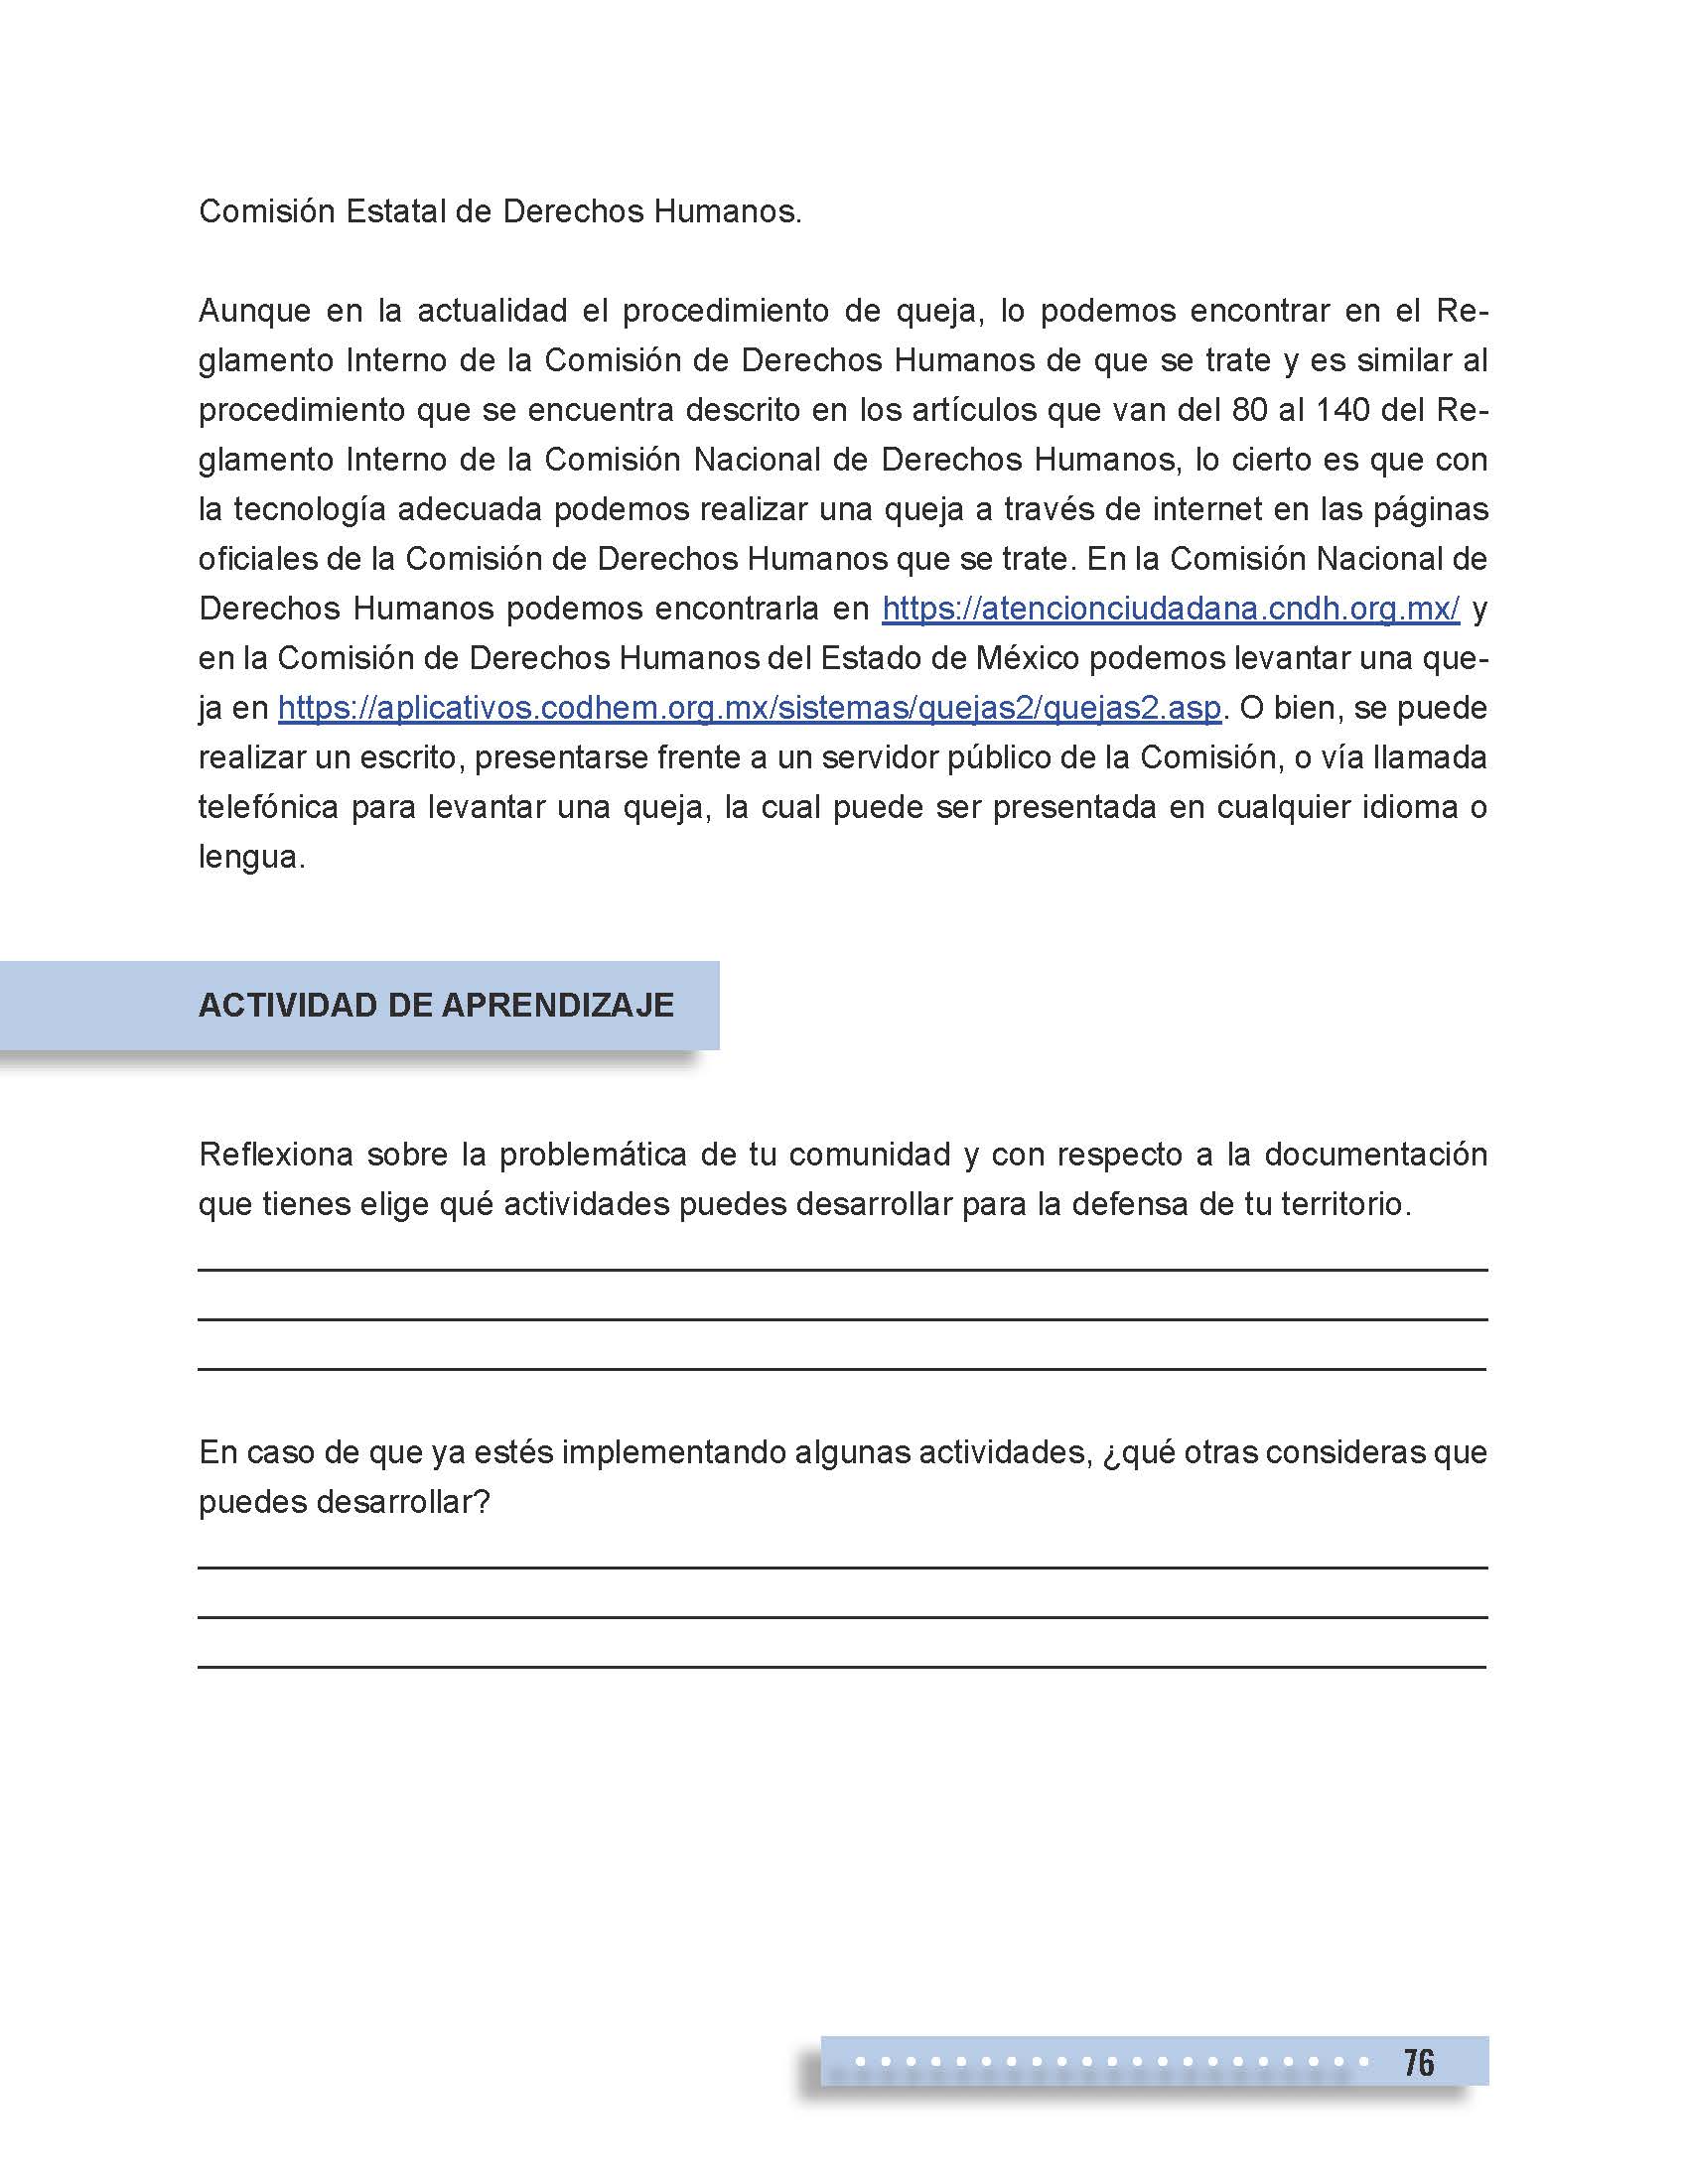 Comisión Estatal de Derechos Humanos.
Aunque en la actualidad el procedimiento de queja, lo podemos encontrar en el Re-
glamento Interno de la Comisión de Derechos Humanos de que se trate y es similar al
procedimiento que se encuentra descrito en los artículos que van del 80 al 140 del Re-
glamento Interno de la Comisión Nacional de Derechos Humanos, lo cierto es que con
la tecnología adecuada podemos realizar una queja a través de internet en las páginas
oficiales de la Comisión de Derechos Humanos que se trate. En la Comisión Nacional de
Derechos Humanos podemos encontrarla en https://atencionciudadana.cndh.org.mx/ y
en la Comisión de Derechos Humanos del Estado de México podemos levantar una que-
ja en https://aplicativos.codhem.org.mx/sistemas/quejas2/quejas2.asp. O bien, se puede
realizar un escrito, presentarse frente a un servidor público de la Comisión, o vía llamada
telefónica para levantar una queja, la cual puede ser presentada en cualquier idioma o
lengua.
ACTIVIDAD DE APRENDIZAJE
Reflexiona sobre la problemática de tu comunidad y con respecto a la documentación
que tienes elige qué actividades puedes desarrollar para la defensa de tu territorio.
En caso de que ya estés implementando algunas actividades, ¿qué otras consideras que
puedes desarrollar?
76